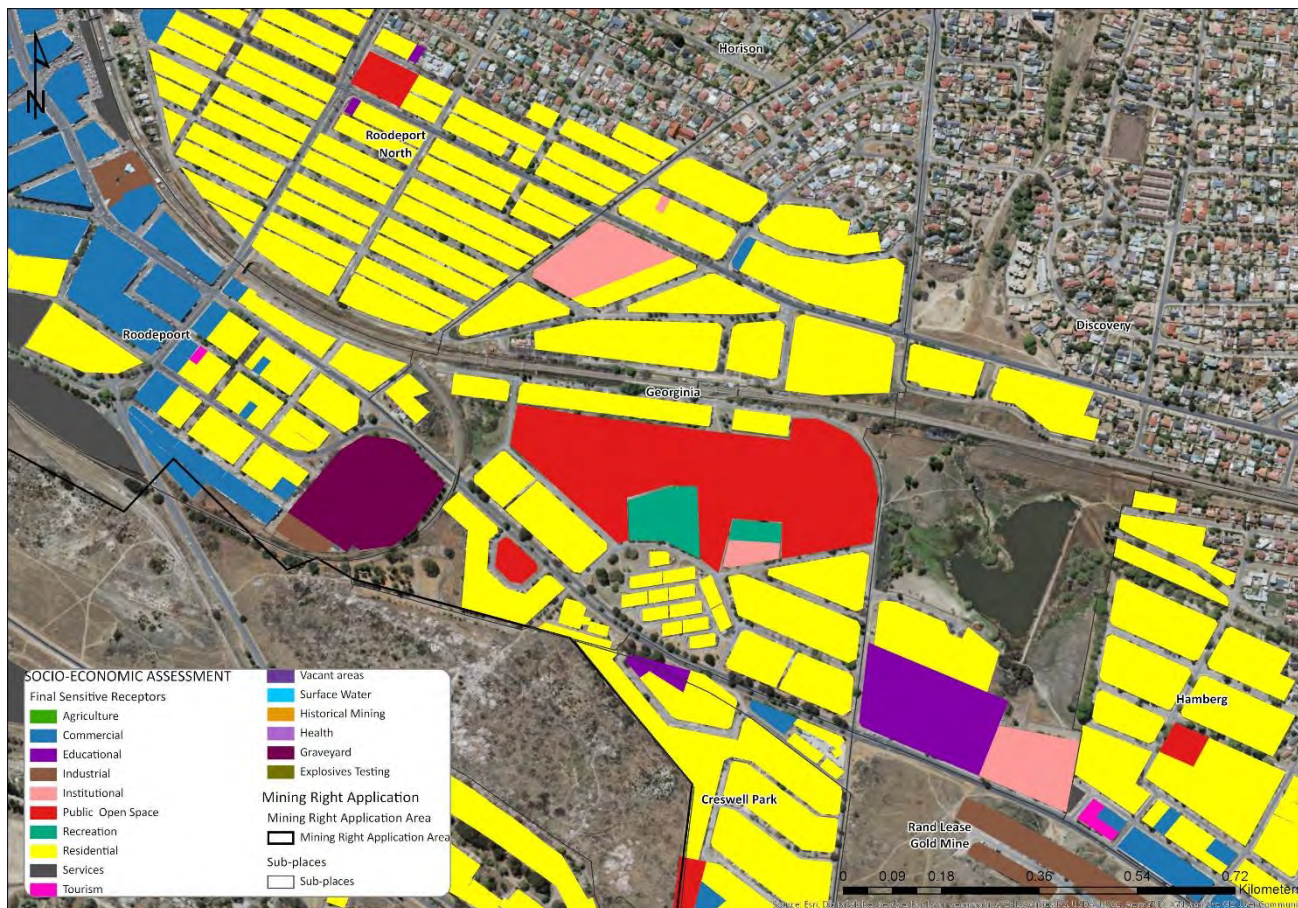 N
Horison
Roodeport
North
Discovery
Roodepoort
Georginia
Hamberg
Creswell Park
Rand Lease
Gold Mine
SOCIO-ECONOMIC ASSESSMENT
Final Sensitive Receptors
Agriculture
Commercial
Educational
Industrial
Institutional
Public Open Space
Recreation
Residential
Services
Tourism
Vacant areas
Surface Water
Historical Mining
Health
Graveyard
Explosives Testing
Mining Right Application
Mining Right Application Area
Mining Right Application Area
Sub-places
Sub-places
0 0.09 0.18 0.36 0.54 0.72
Kilometers